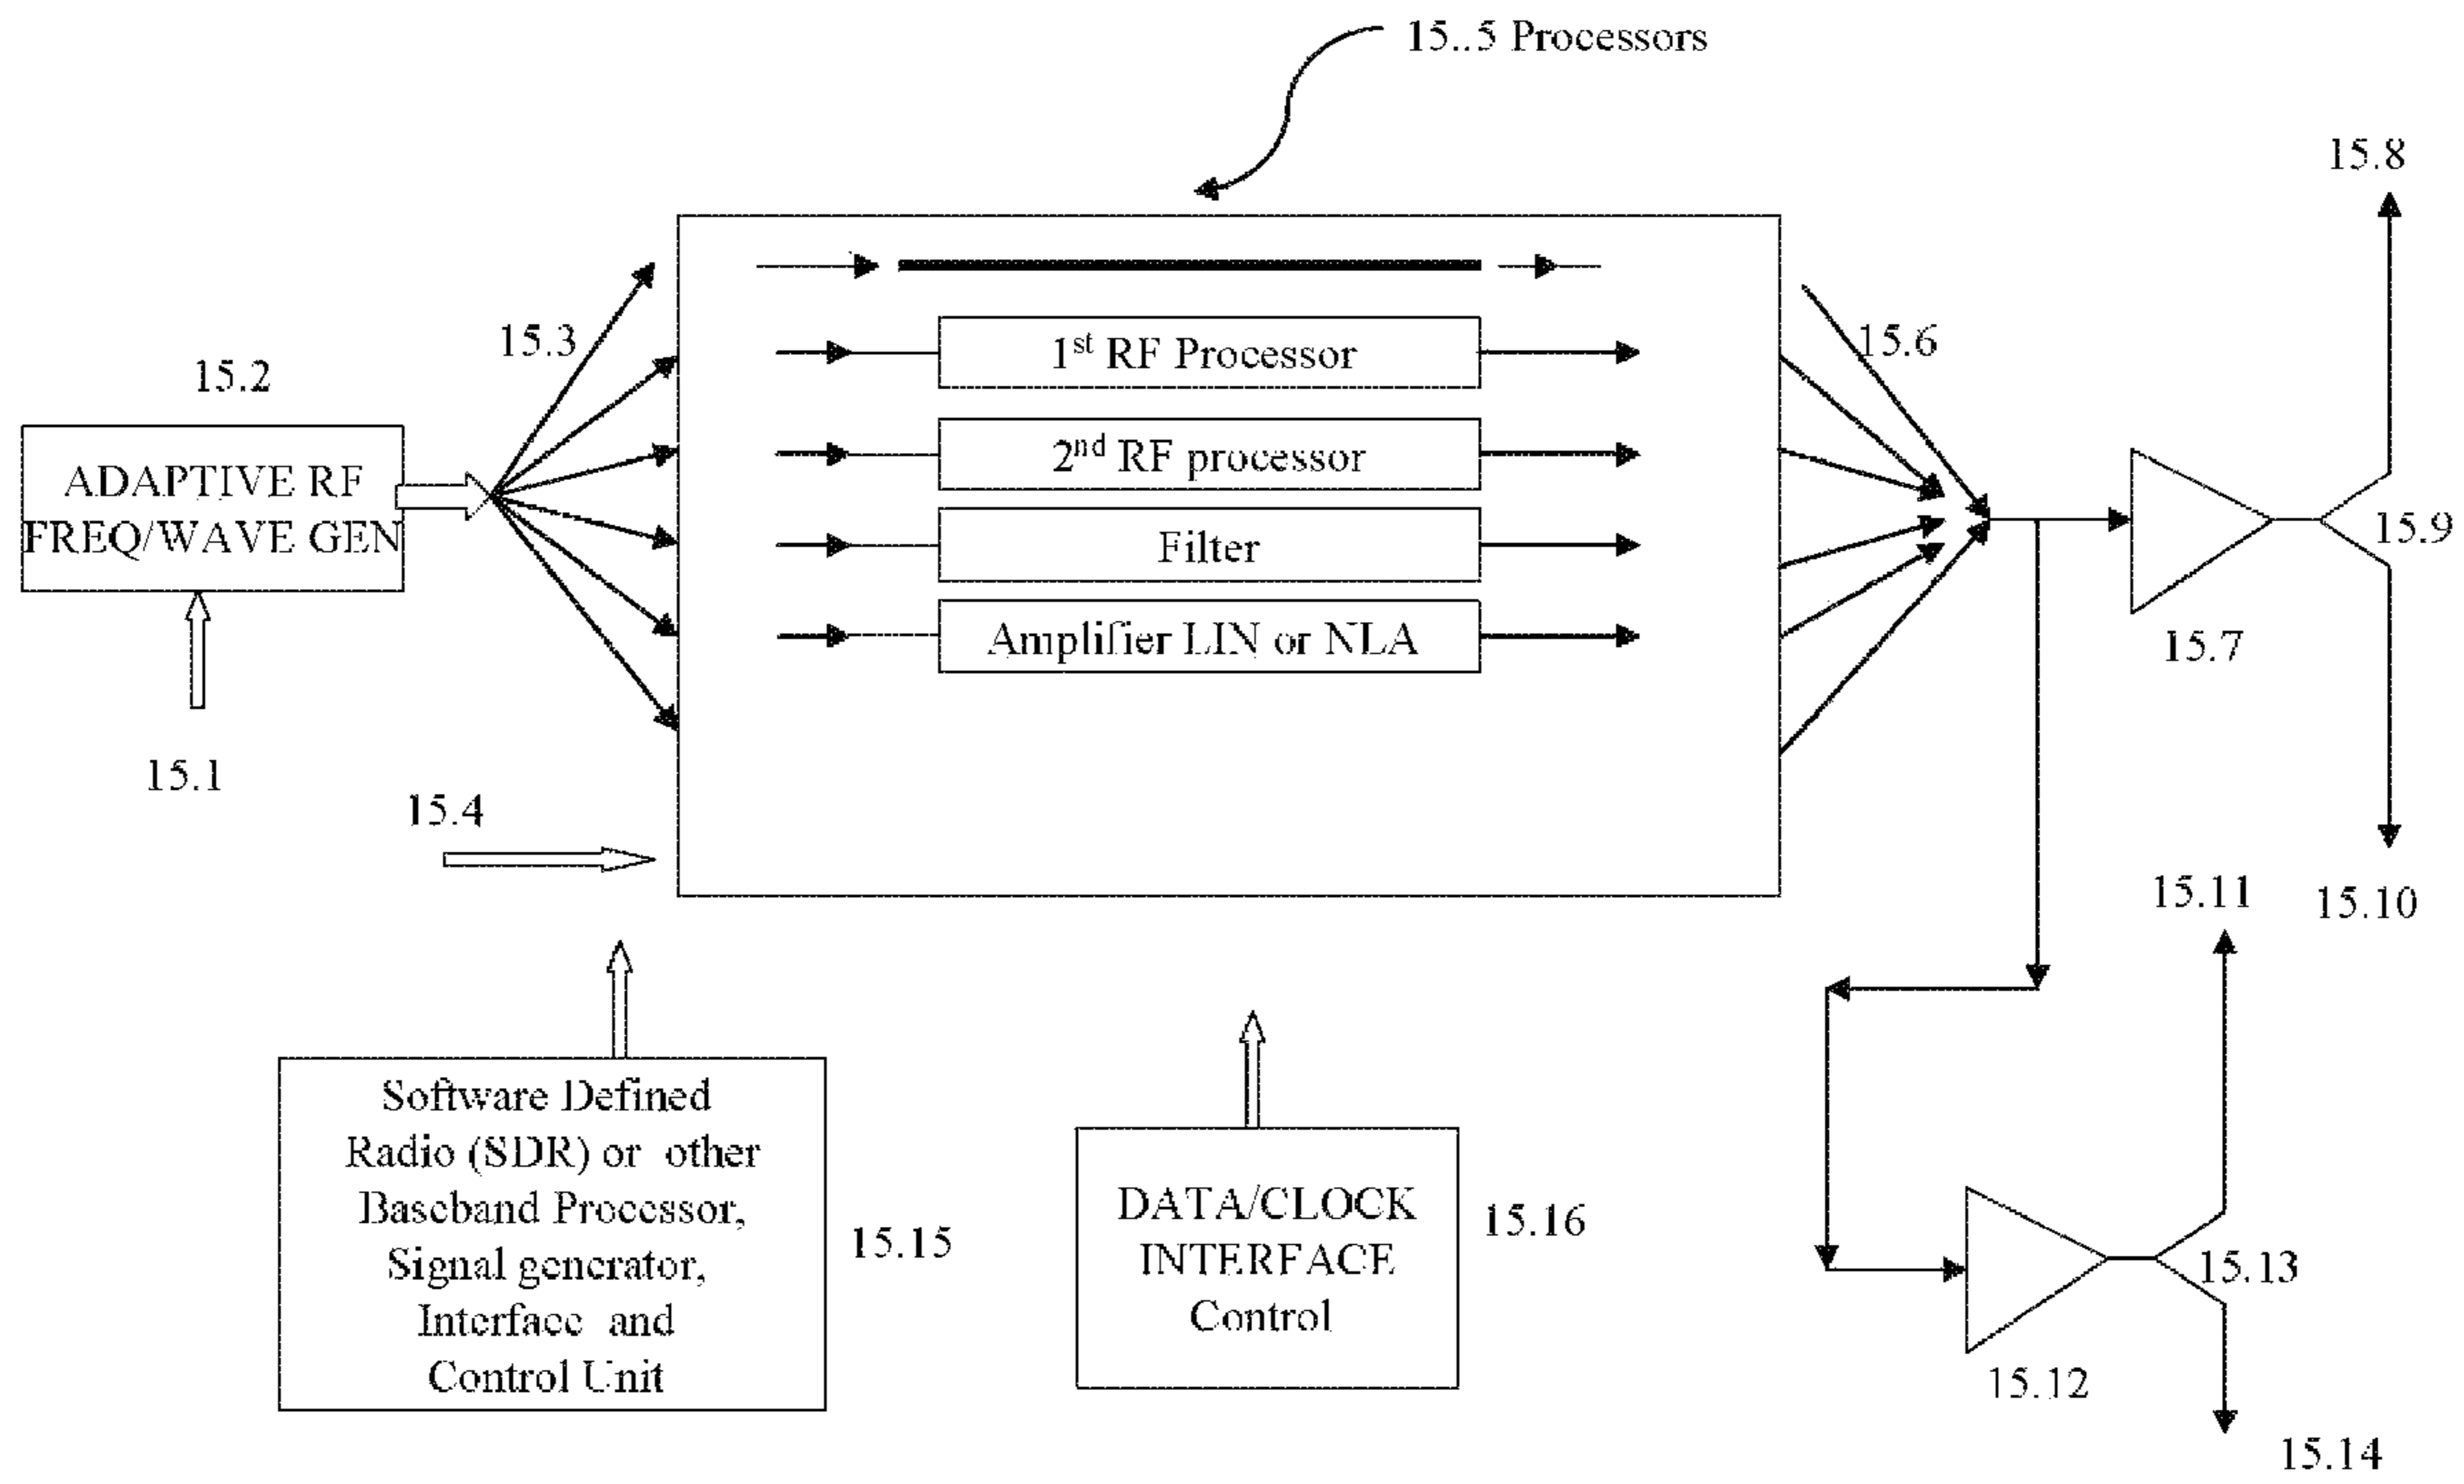 15..5 Processors
15.8
15.3
15.6
1st RF Processor
15.2
2nd RF processor
ADAPTIVE RF
FREQ/WAVE GEN
15.9
Filter
Amplifier LIN or NLA
15.7
15.1
15.4
15.11
15.10
Software Defined
Radio (SDR) or other
Baseband Processor,
Signal generator,
Interface and
Control Unit
15.15
DATA/CLOCK
INTERFACE
Control
15.16
15.13
15.12
15.14